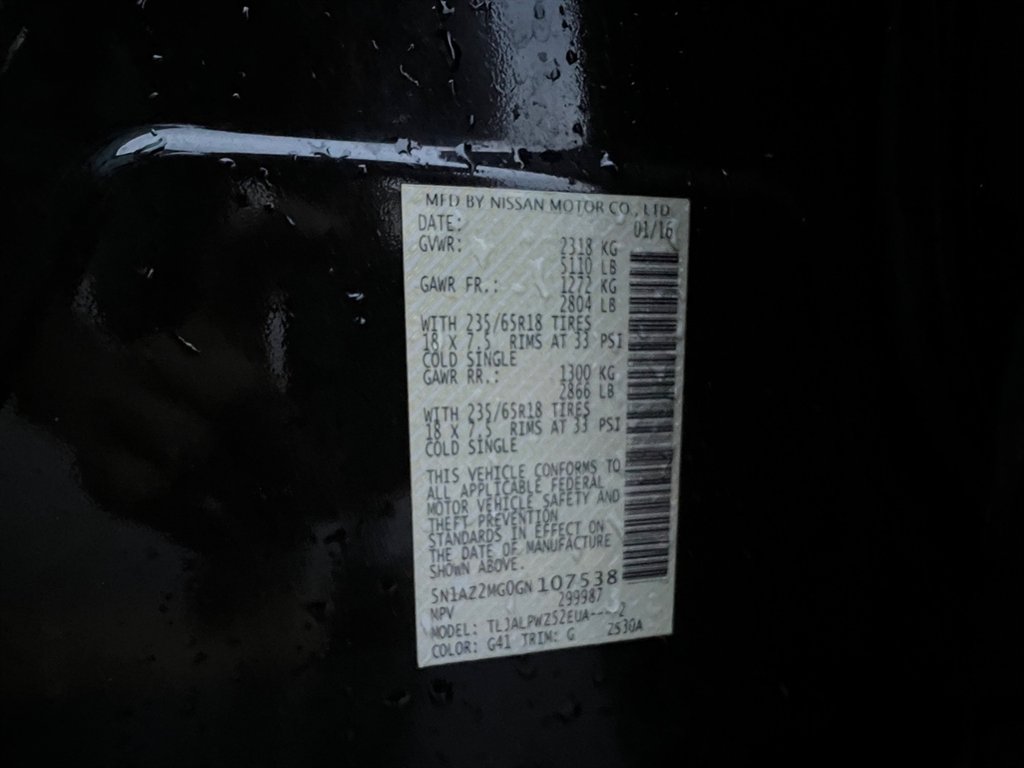 MFD BY NISSAN MOTOR CO., LTD.
DATE: 01/16
GVWR: 2318 KG
5110 LB
GAWR FR.: 1272 KG
2804 LB
WITH 235/65R18 TIRES
18 X 7.5 RIMS AT 33 PSI
COLD SINGLE
GAWR RR.: 1300 KG
2866 LB
WITH 235/65R18 TIRES
18 X 7.5 RIMS AT 33 PSI
COLD SINGLE
THIS VEHICLE CONFORMS TO
ALL APPLICABLE FEDERAL
MOTOR VEHICLE SAFETY AND
THEFT PREVENTION
STANDARDS IN EFFECT ON
THE DATE OF MANUFACTURE
SHOWN ABOVE.
5N1AZ2MG0GN107538
MPV 299987
MODEL:
COLOR: G41 TRIM: G 2530A